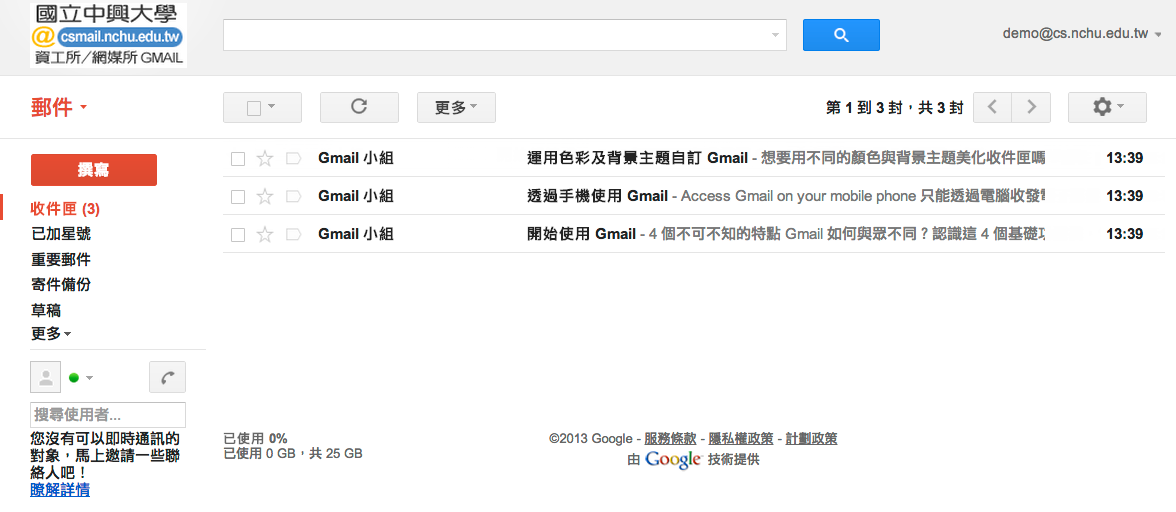 國立中興大學
@csmail.nchu.edu.tw
資工所／網媒所 GMAIL
demo@cs.nchu.edu.tw
郵件
更多
第 1 到 3 封，共 3 封
撰寫
收件匣 (3)
已加星號
重要郵件
寄件備份
草稿
更多
Gmail 小組 運用色彩及背景主題自訂 Gmail - 想要用不同的顏色與背景主題美化收件匣嗎 13:39
Gmail 小組 透過手機使用 Gmail - Access Gmail on your mobile phone 只能透過電腦收發 13:39
Gmail 小組 開始使用 Gmail - 4 個不可不知的特點 Gmail 如何與眾不同？認識這 4 個基礎 13:39
搜尋使用者...
您沒有可以即時通訊的
對象，馬上邀請一些聯
絡人吧！
瞭解詳情
已使用 0%
已使用 0 GB，共 25 GB
©2013 Google - 服務條款 - 隱私權政策 - 計劃政策
由 Google 技術提供